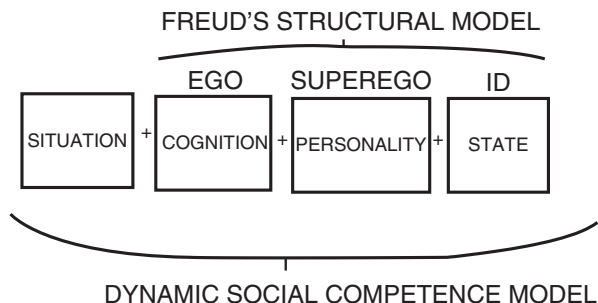 FREUD'S STRUCTURAL MODEL
EGO SUPEREGO ID
SITUATION + COGNITION + PERSONALITY + STATE
DYNAMIC SOCIAL COMPETENCE MODEL